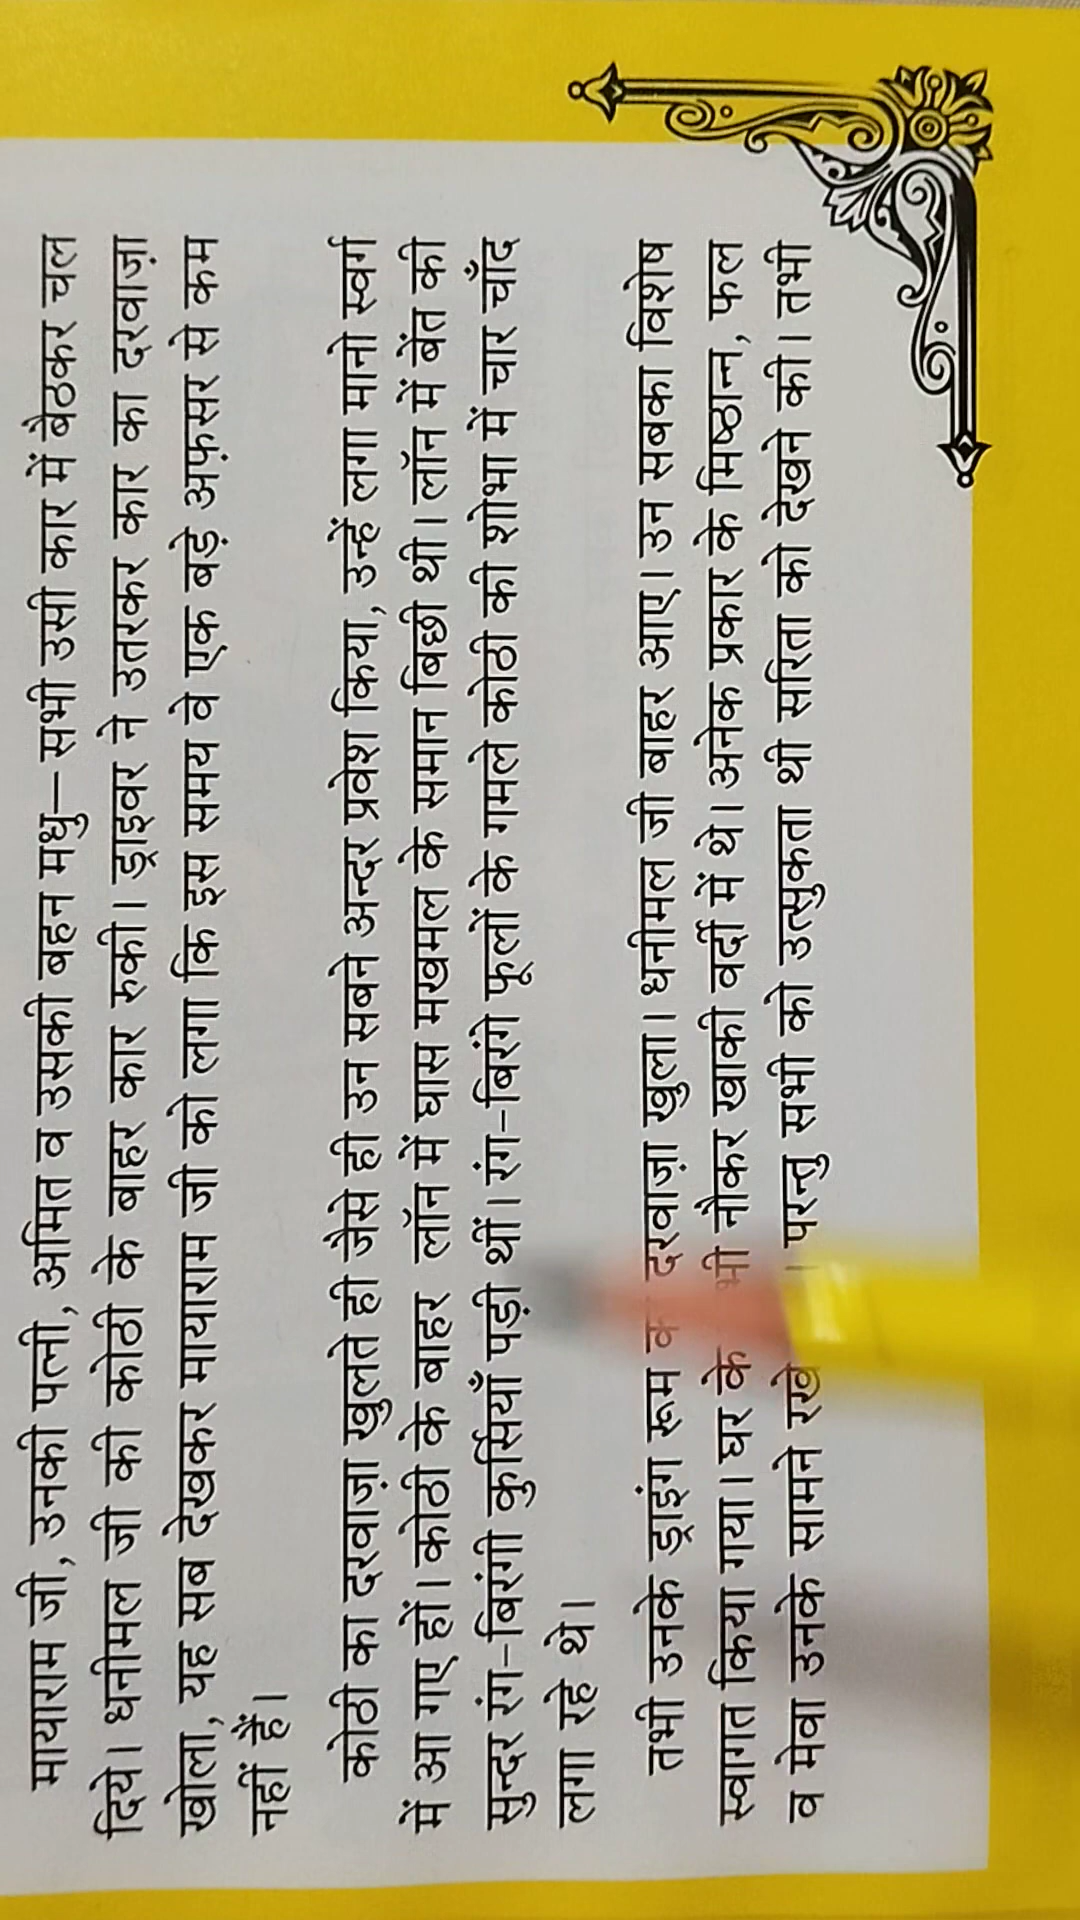 मायाराम जी, उनकी पत्नी, अमित व उसकी बहन मधु—सभी उसी कार में बैठकर चल
दिये। धनीमल जी की कोठी के बाहर कार रुकी। ड्राइवर ने उतरकर कार का दरवाज़ा
खोला, यह सब देखकर मायाराम जी को लगा कि इस समय वे एक बड़े अफ़सर से कम
नहीं हैं।
कोठी का दरवाज़ा खुलते ही जैसे ही उन सबने अन्दर प्रवेश किया, उन्हें लगा मानो स्वर्ग
में आ गए हों। कोठी के बाहर लॉन में घास मखमल के समान बिछी थी। लॉन में बेंत की
सुन्दर रंग-बिरंगी कुर्सियाँ पड़ी थीं। रंग-बिरंगे फूलों के गमले कोठी की शोभा में चार चाँद
लगा रहे थे।
तभी उनके ड्राइंग रूम दरवाज़ा खुला। धनीमल जी बाहर आए। उन सबका विशेष
स्वागत किया गया। घर के नौकर खाकी वर्दी में थे। अनेक प्रकार के मिष्ठान्न, फल
व मेवा उनके सामने । परन्तु सभी को उत्सुकता थी सरिता को देखने की। तभी